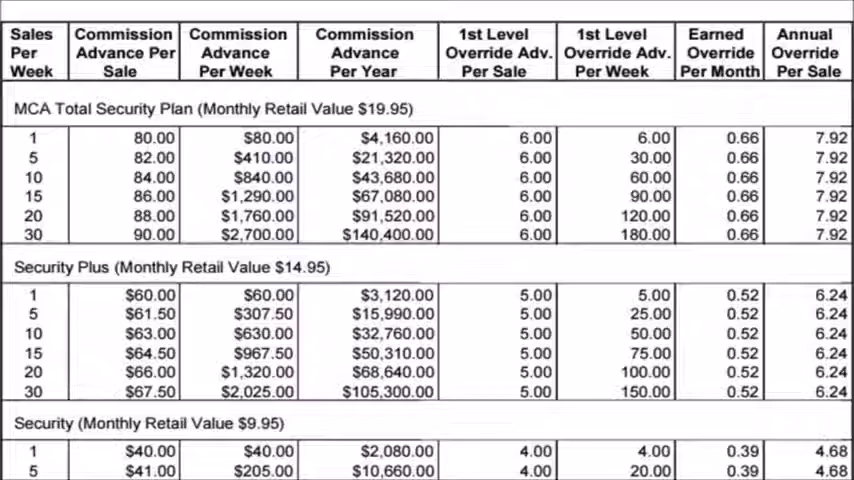 Sales Per Week | Commission Advance Per Sale | Commission Advance Per Week | Commission Advance Per Year | 1st Level Override Adv. Per Sale | 1st Level Override Adv. Per Week | Earned Override Per Month | Annual Override Per Sale
MCA Total Security Plan (Monthly Retail Value $19.95)
1 80.00 $80.00 $4,160.00 6.00 6.00 0.66 7.92
5 82.00 $410.00 $21,320.00 6.00 30.00 0.66 7.92
10 84.00 $840.00 $43,680.00 6.00 60.00 0.66 7.92
15 86.00 $1,290.00 $67,080.00 6.00 90.00 0.66 7.92
20 88.00 $1,760.00 $91,520.00 6.00 120.00 0.66 7.92
30 90.00 $2,700.00 $140,400.00 6.00 180.00 0.66 7.92
Security Plus (Monthly Retail Value $14.95)
1 $60.00 $60.00 $3,120.00 5.00 5.00 0.52 6.24
5 $61.50 $307.50 $15,990.00 5.00 25.00 0.52 6.24
10 $63.00 $630.00 $32,760.00 5.00 50.00 0.52 6.24
15 $64.50 $967.50 $50,310.00 5.00 75.00 0.52 6.24
20 $66.00 $1,320.00 $68,640.00 5.00 100.00 0.52 6.24
30 $67.50 $2,025.00 $105,300.00 5.00 150.00 0.52 6.24
Security (Monthly Retail Value $9.95)
1 $40.00 $40.00 $2,080.00 4.00 4.00 0.39 4.68
5 $41.00 $205.00 $10,660.00 4.00 20.00 0.39 4.68